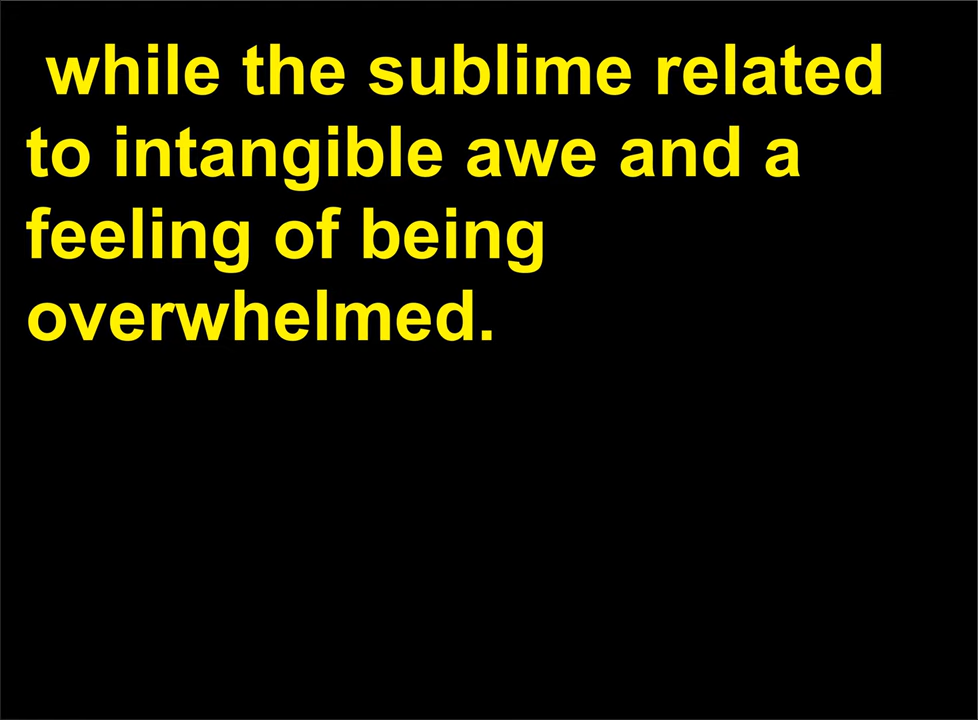 while the sublime related
to intangible awe and a
feeling of being
overwhelmed.